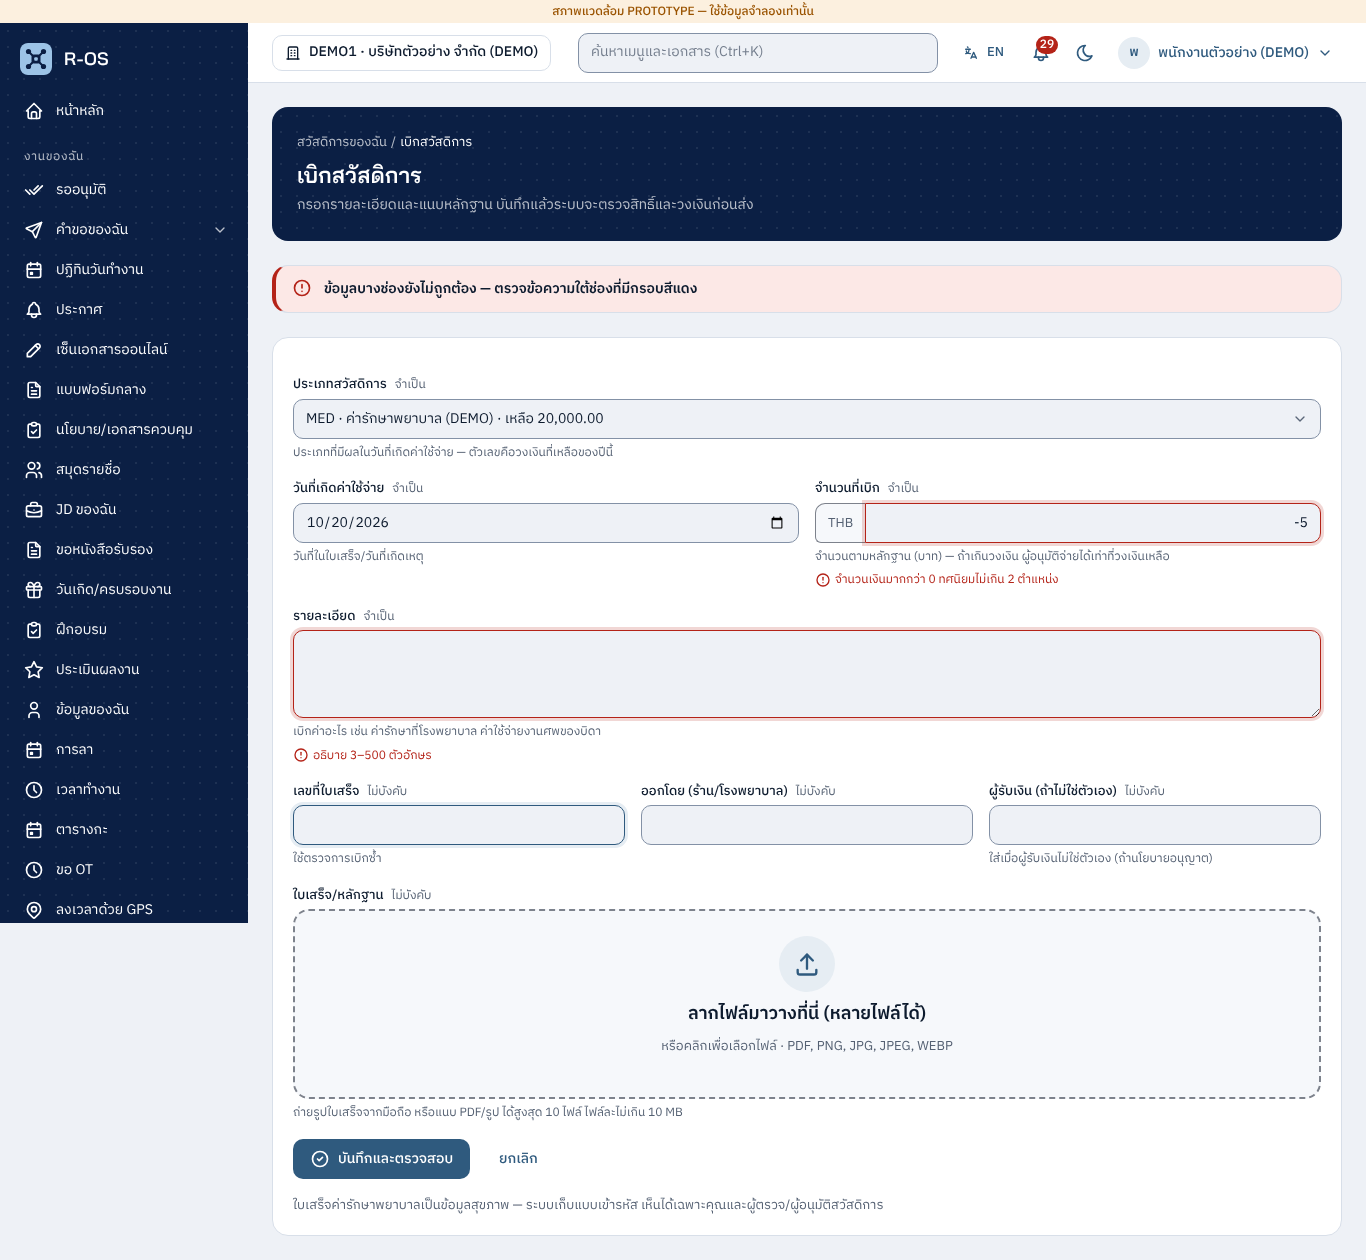 สภาพแวดล้อม PROTOTYPE — ใช้ข้อมูลจำลองเท่านั้น
R-OS
DEMO1 · บริษัทตัวอย่าง จำกัด (DEMO)
ค้นหาเมนูและเอกสาร (Ctrl+K)
EN
29
พ
พนักงานตัวอย่าง (DEMO)
หน้าหลัก
งานของฉัน
รออนุมัติ
คำขอของฉัน
ปฏิทินวันทำงาน
ประกาศ
เซ็นเอกสารออนไลน์
แบบฟอร์มกลาง
นโยบาย/เอกสารควบคุม
สมุดรายชื่อ
JD ของฉัน
ขอหนังสือรับรอง
วันเกิด/ครบรอบงาน
ฝึกอบรม
ประเมินผลงาน
ข้อมูลของฉัน
การลา
เวลาทำงาน
ตารางกะ
ขอ OT
ลงเวลาด้วย GPS
สวัสดิการของฉัน / เบิกสวัสดิการ
เบิกสวัสดิการ
กรอกรายละเอียดและแนบหลักฐาน บันทึกแล้วระบบจะตรวจสิทธิ์และวงเงินก่อนส่ง
ข้อมูลบางช่องยังไม่ถูกต้อง — ตรวจข้อความใต้ช่องที่มีกรอบสีแดง
ประเภทสวัสดิการ จำเป็น
MED · ค่ารักษาพยาบาล (DEMO) · เหลือ 20,000.00
ประเภทที่มีผลในวันที่เกิดค่าใช้จ่าย — ตัวเลขคือวงเงินที่เหลือของปีนี้
วันที่เกิดค่าใช้จ่าย จำเป็น
10/20/2026
วันที่ในใบเสร็จ/วันที่เกิดเหตุ
จำนวนที่เบิก จำเป็น
THB -5
จำนวนตามหลักฐาน (บาท) — ถ้าเกินวงเงิน ผู้อนุมัติจ่ายได้เท่าที่วงเงินเหลือ
จำนวนเงินมากกว่า 0 ทศนิยมไม่เกิน 2 ตำแหน่ง
รายละเอียด จำเป็น
เบิกค่าอะไร เช่น ค่ารักษาที่โรงพยาบาล ค่าใช้จ่ายงานศพของบิดา
อธิบาย 3–500 ตัวอักษร
เลขที่ใบเสร็จ ไม่บังคับ
ใช้ตรวจการเบิกซ้ำ
ออกโดย (ร้าน/โรงพยาบาล) ไม่บังคับ
ผู้รับเงิน (ถ้าไม่ใช่ตัวเอง) ไม่บังคับ
ใส่เมื่อผู้รับเงินไม่ใช่ตัวเอง (ถ้านโยบายอนุญาต)
ใบเสร็จ/หลักฐาน ไม่บังคับ
ลากไฟล์มาวางที่นี่ (หลายไฟล์ได้)
หรือคลิกเพื่อเลือกไฟล์ · PDF, PNG, JPG, JPEG, WEBP
ถ่ายรูปใบเสร็จจากมือถือ หรือแนบ PDF/รูป ได้สูงสุด 10 ไฟล์ ไฟล์ละไม่เกิน 10 MB
บันทึกและตรวจสอบ
ยกเลิก
ใบเสร็จค่ารักษาพยาบาลเป็นข้อมูลสุขภาพ — ระบบเก็บแบบเข้ารหัส เห็นได้เฉพาะคุณและผู้ตรวจ/ผู้อนุมัติสวัสดิการ